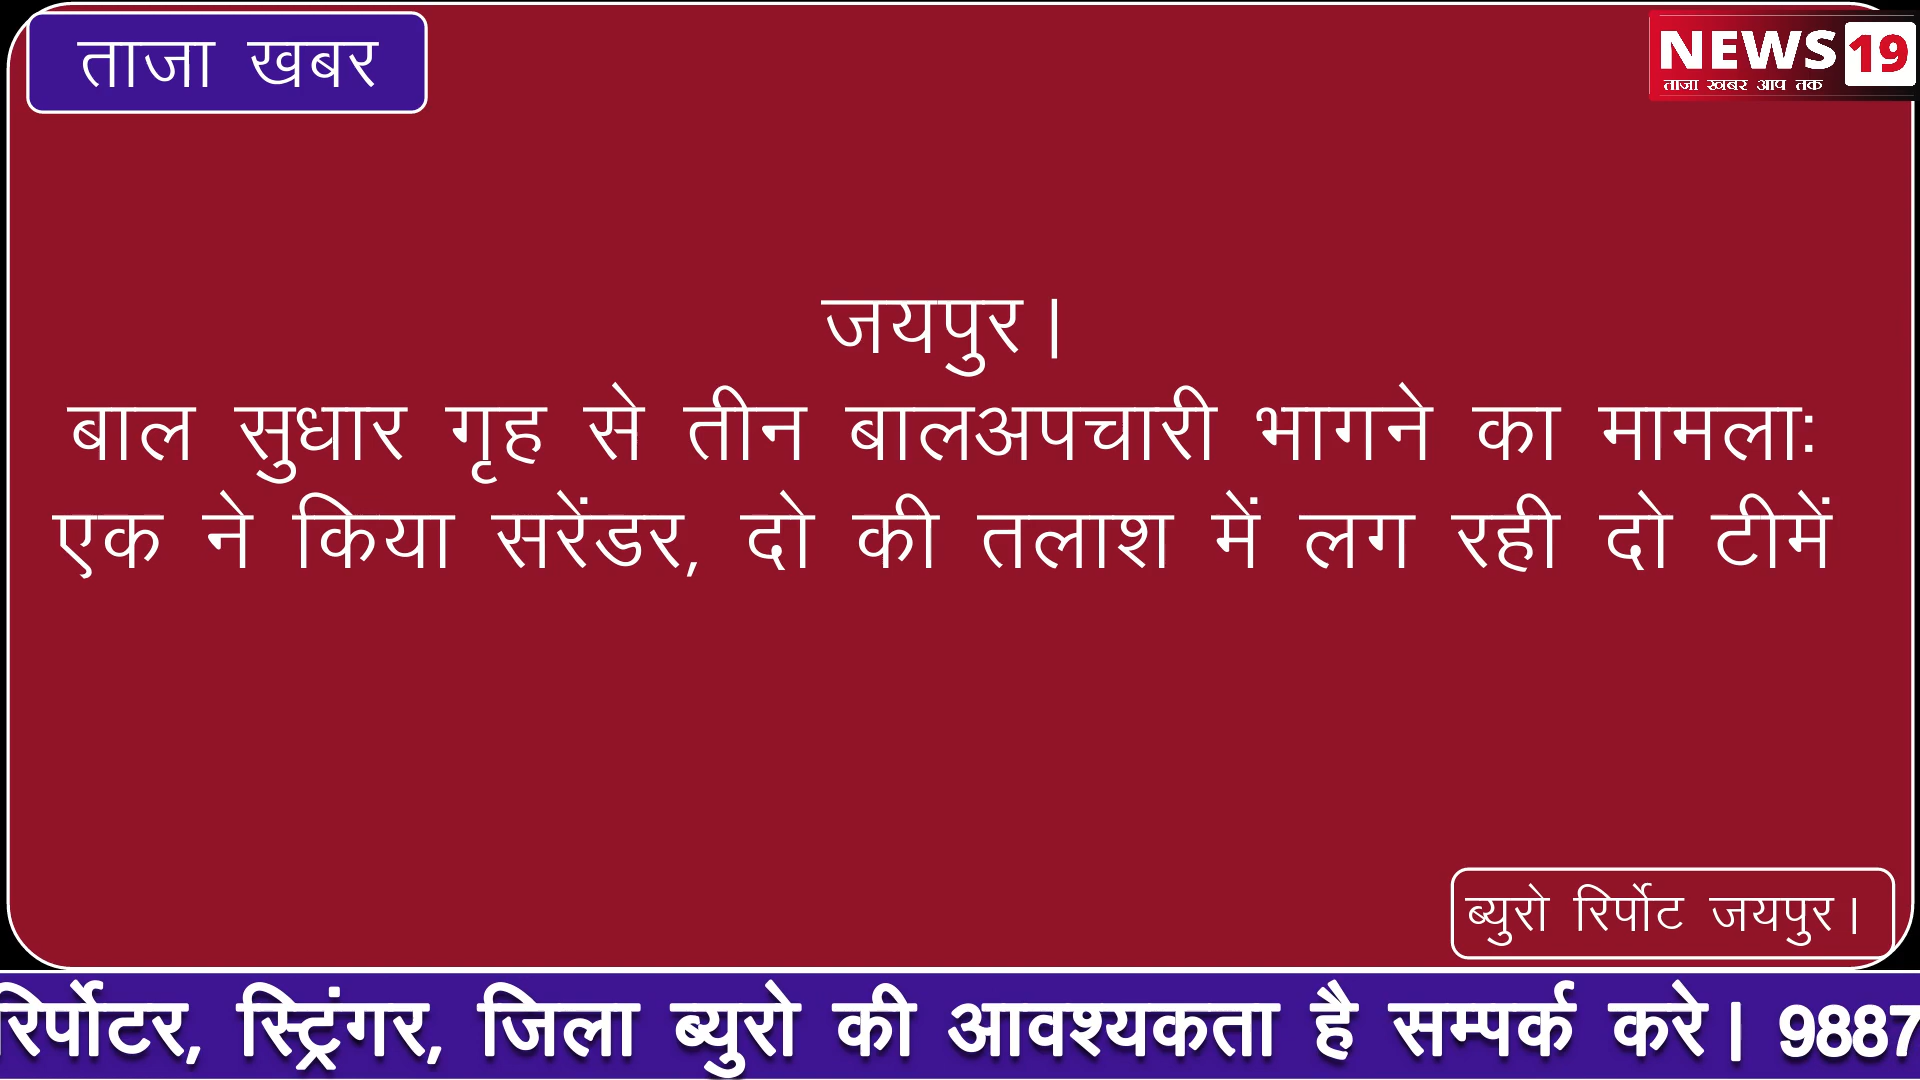 ताजा खबर
NEWS 19
ताजा खबर आप तक
जयपुर।
बाल सुधार गृह से तीन बालअपचारी भागने का मामलाः
एक ने किया सरेंडर, दो की तलाश में लग रही दो टीमें
ब्युरो रिर्पोट जयपुर।
रिर्पोटर, स्ट्रिंगर, जिला ब्युरो की आवश्यकता है सम्पर्क करे। 9887